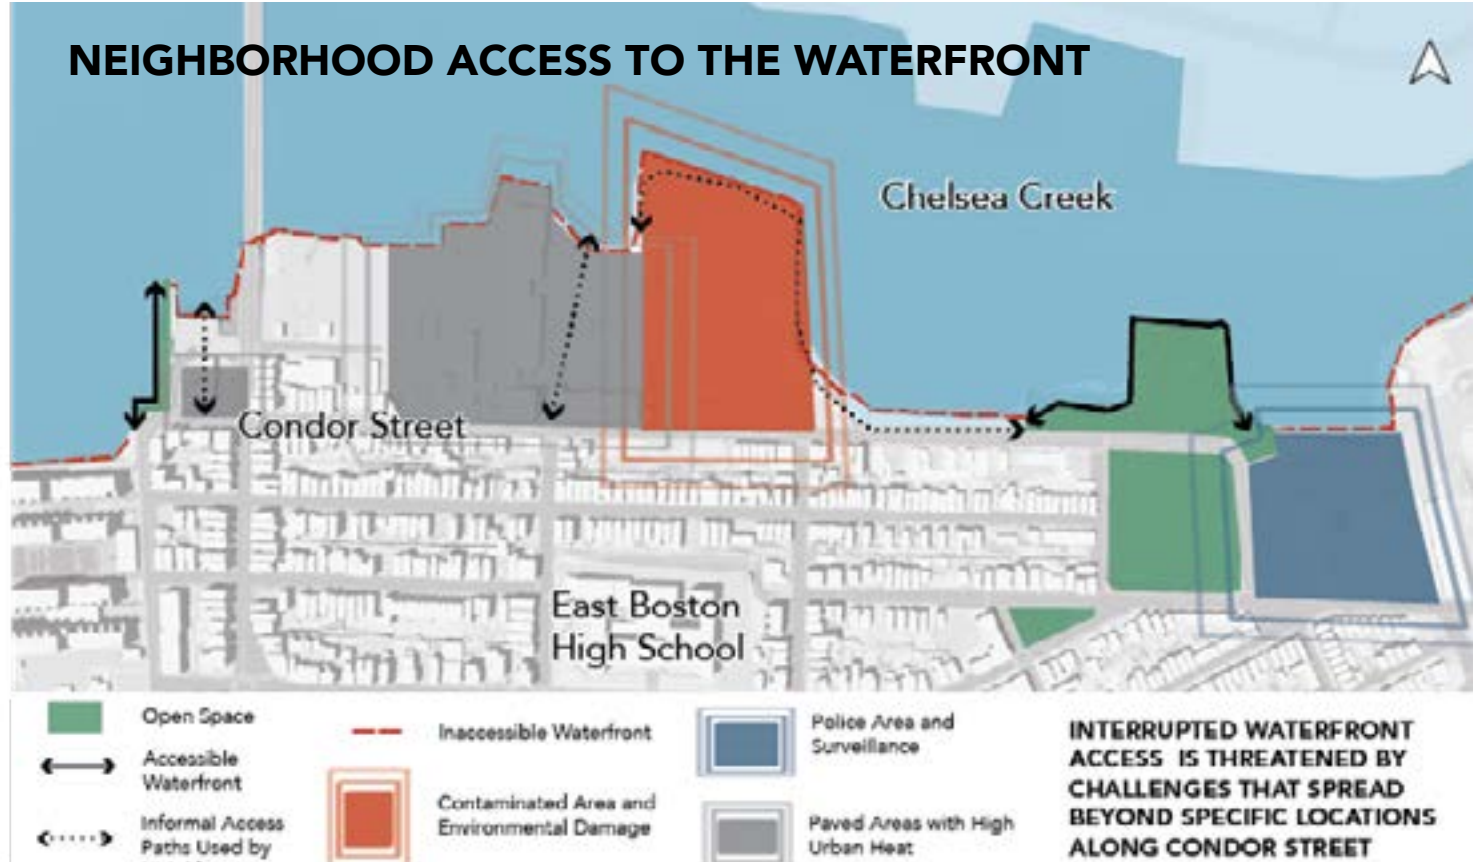 NEIGHBORHOOD ACCESS TO THE WATERFRONT
Chelsea Creek
Condor Street
East Boston
High School
Open Space
Accessible
Waterfront
Informal Access
Paths Used by
Inaccessible Waterfront
Contaminated Area and
Environmental Damage
Police Area and
Surveillance
Paved Areas with High
Urban Heat
INTERRUPTED WATERFRONT
ACCESS IS THREATENED BY
CHALLENGES THAT SPREAD
BEYOND SPECIFIC LOCATIONS
ALONG CONDOR STREET